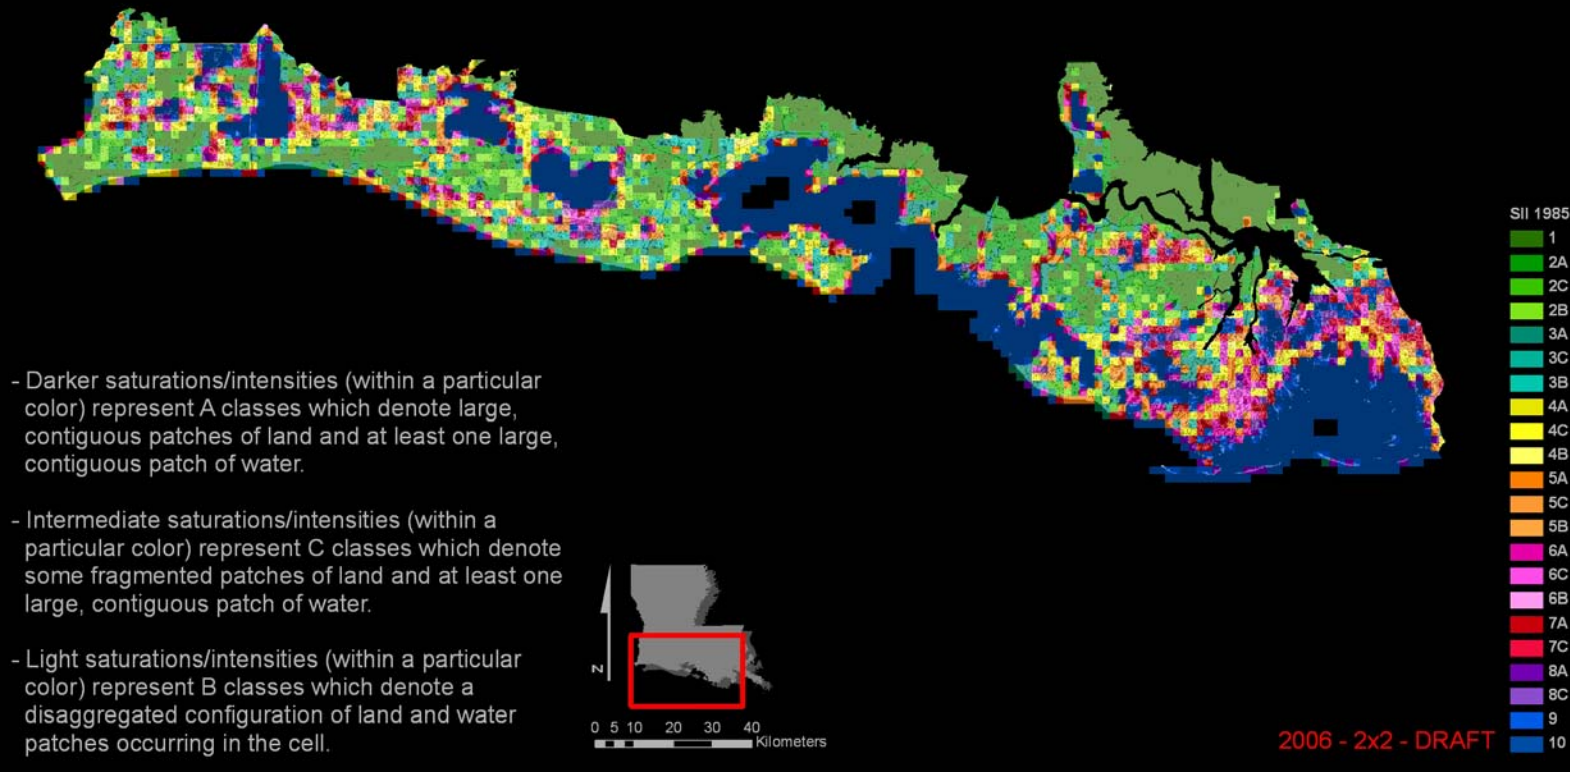 - Darker saturations/intensities (within a particular
color) represent A classes which denote large,
contiguous patches of land and at least one large,
contiguous patch of water.
- Intermediate saturations/intensities (within a
particular color) represent C classes which denote
some fragmented patches of land and at least one
large, contiguous patch of water.
- Light saturations/intensities (within a particular
color) represent B classes which denote a
disaggregated configuration of land and water
patches occurring in the cell.
N
0 5 10 20 30 40
Kilometers
SII 1985
1
2A
2C
2B
3A
3C
3B
4A
4C
4B
5A
5C
5B
6A
6C
6B
7A
7C
8A
8C
9
10
2006 - 2x2 - DRAFT